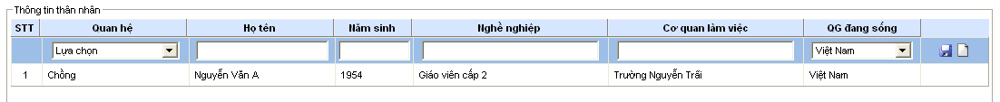 Thông tin thân nhân
STT Quan hệ Họ tên Năm sinh Nghề nghiệp Cơ quan làm việc QG đang sống
Lựa chọn Việt Nam
1 Chồng Nguyễn Văn A 1954 Giáo viên cấp 2 Trường Nguyễn Trãi Việt Nam